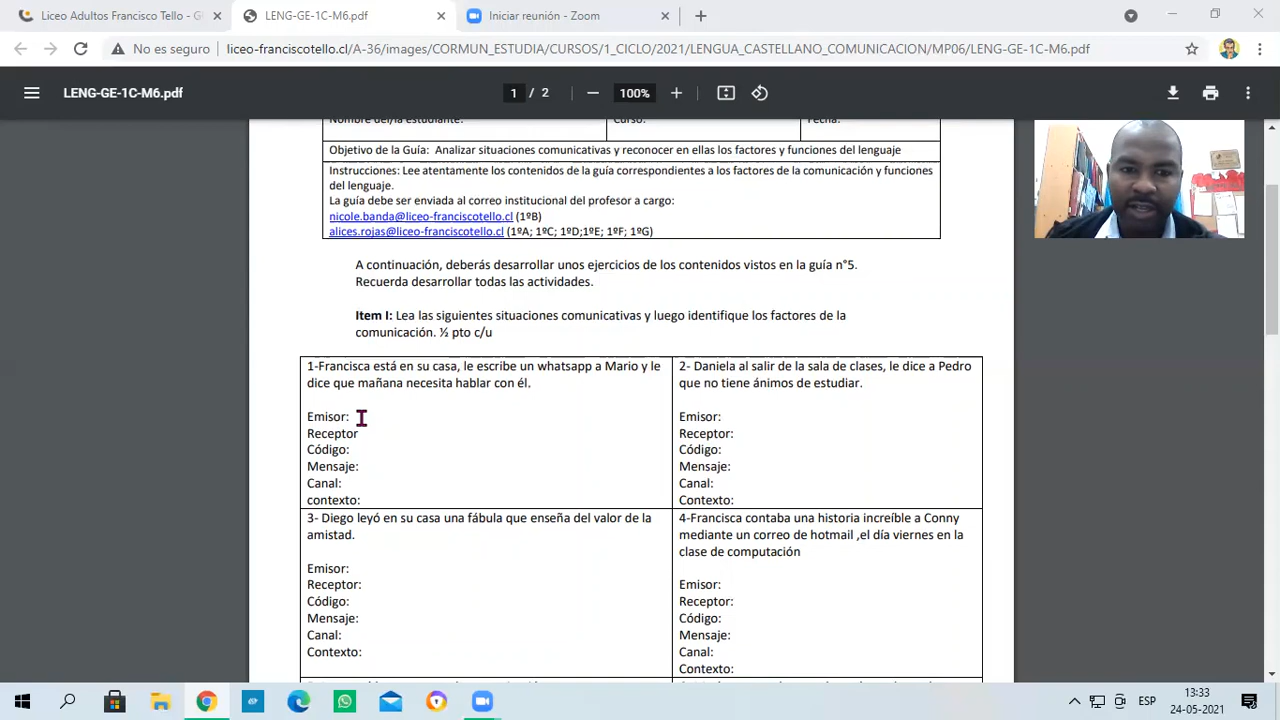 Liceo Adultos Francisco Tello - G
LENG-GE-1C-M6.pdf
Iniciar reunión - Zoom
No es seguro
liceo-franciscotello.cl/A-36/images/CORMUN_ESTUDIA/CURSOS/1_CICLO/2021/LENGUA_CASTELLANO_COMUNICACION/MP06/LENG-GE-1C-M6.pdf
LENG-GE-1C-M6.pdf
1 / 2
100%
Nombre del/la estudiante:
Curso:
Fecha:
Objetivo de la Guía: Analizar situaciones comunicativas y reconocer en ellas los factores y funciones del lenguaje
Instrucciones: Lee atentamente los contenidos de la guía correspondientes a los factores de la comunicación y funciones
del lenguaje.
La guía debe ser enviada al correo institucional del profesor a cargo:
nicole.banda@liceo-franciscotello.cl (1ºB)
alices.rojas@liceo-franciscotello.cl (1ºA; 1ºC; 1ºD;1ºE; 1ºF; 1ºG)
A continuación, deberás desarrollar unos ejercicios de los contenidos vistos en la guía n°5.
Recuerda desarrollar todas las actividades.
Item I: Lea las siguientes situaciones comunicativas y luego identifique los factores de la
comunicación. ½ pto c/u
1-Francisca está en su casa, le escribe un whatsapp a Mario y le
dice que mañana necesita hablar con él.
Emisor:
Receptor
Código:
Mensaje:
Canal:
contexto:
2- Daniela al salir de la sala de clases, le dice a Pedro
que no tiene ánimos de estudiar.
Emisor:
Receptor:
Código:
Mensaje:
Canal:
Contexto:
3- Diego leyó en su casa una fábula que enseña del valor de la
amistad.
Emisor:
Receptor:
Código:
Mensaje:
Canal:
Contexto:
4-Francisca contaba una historia increíble a Conny
mediante un correo de hotmail ,el día viernes en la
clase de computación
Emisor:
Receptor:
Código:
Mensaje:
Canal:
Contexto:
ESP
13:33
24-05-2021